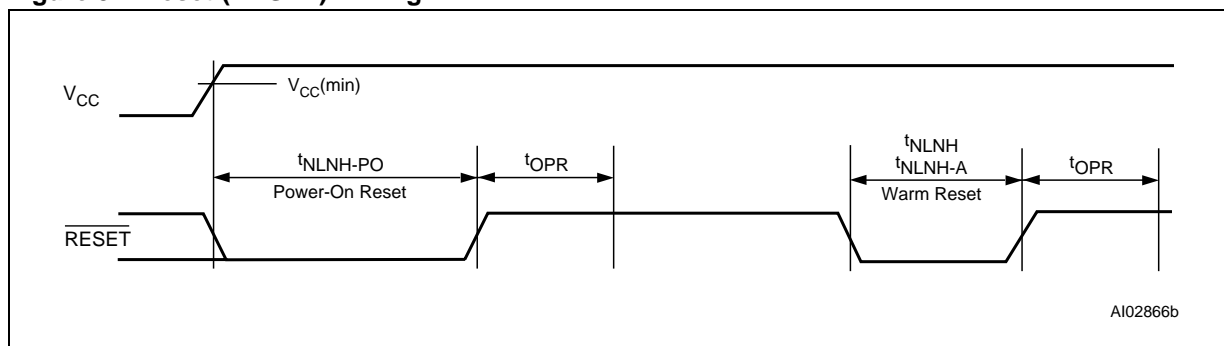 VCC
VCC(min)
tNLNH-PO
Power-On Reset
tOPR
tNLNH
tNLNH-A
Warm Reset
tOPR
RESET
AI02866b